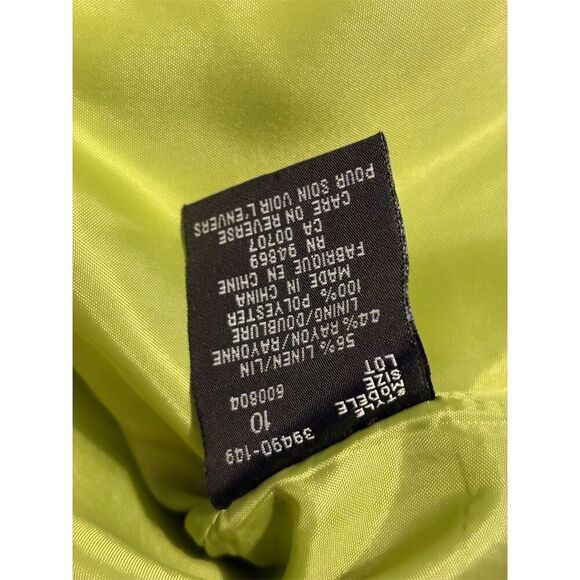 STYLE
MODELE 39490-149
SIZE 10
LOT 600804
56% LINEN/LIN
44% RAYON/RAYONNE
LINING/DOUBLURE
100% POLYESTER
MADE IN CHINA
FABRIQUE EN CHINE
RN 94869
CA 00707
CARE ON REVERSE
POUR SOIN VOIR L'ENVERS